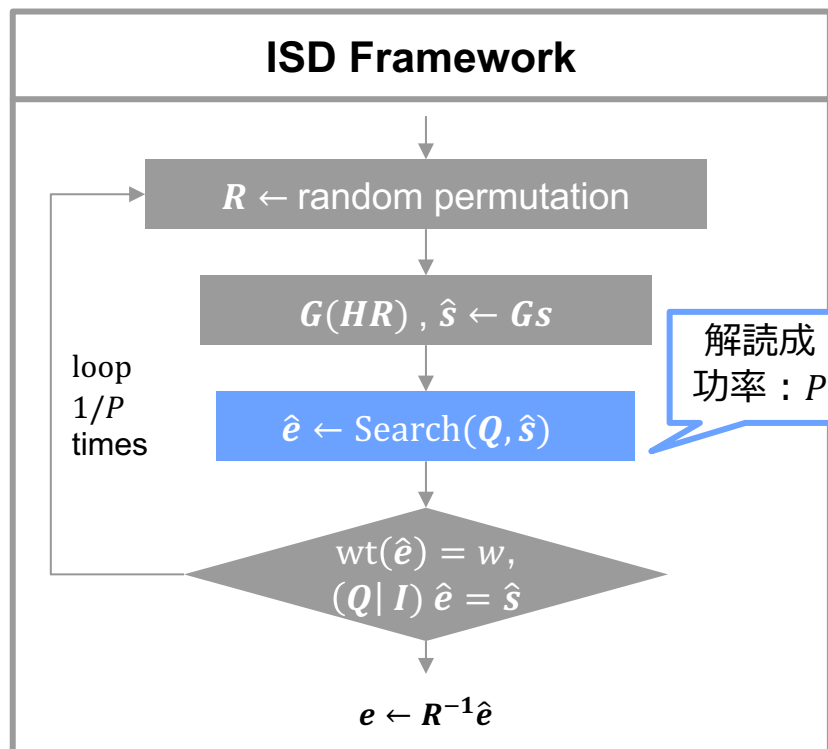 ISD Framework
R ← random permutation
G(HR) , ŝ ← Gs
解読成
功率：P
loop
1/P
times
ê ← Search(Q, ŝ)
wt(ê) = w,
(Q| I) ê = ŝ
e ← R⁻¹ê